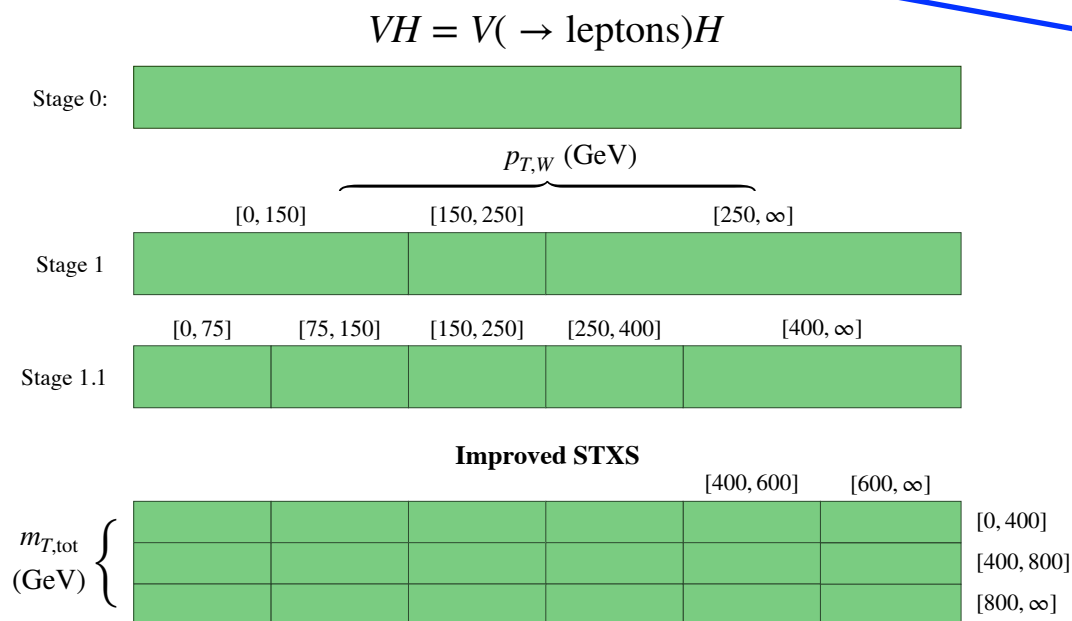 VH = V( → leptons)H
Stage 0:
p_{T,W} (GeV)
[0, 150] [150, 250] [250, ∞]
Stage 1
[0, 75] [75, 150] [150, 250] [250, 400] [400, ∞]
Stage 1.1
Improved STXS
[400, 600] [600, ∞]
m_{T,tot}
(GeV)
[0, 400]
[400, 800]
[800, ∞]